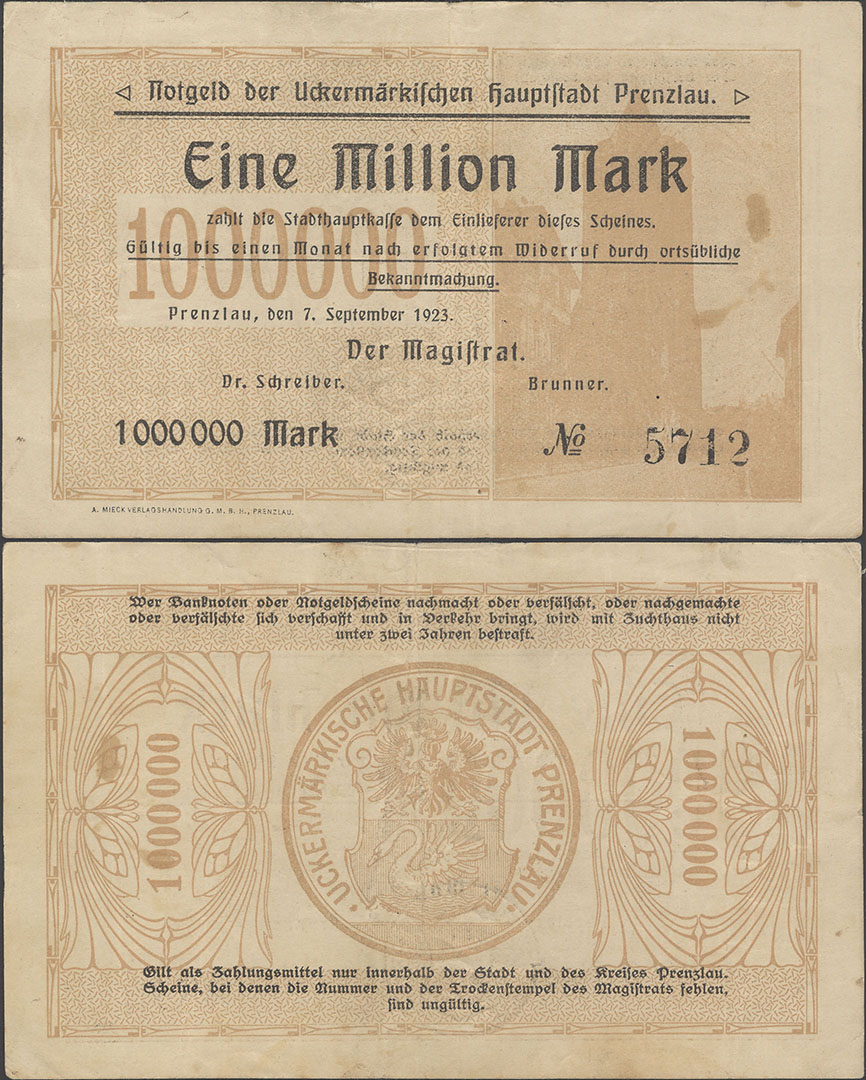 Notgeld der Uckermärkischen Hauptstadt Prenzlau.
Eine Million Mark
1000000
zahlt die Stadthauptkasse dem Einlieferer dieses Scheines.
Gültig bis einen Monat nach erfolgtem Widerruf durch ortsübliche
Bekanntmachung.
Prenzlau, den 7. September 1923.
Der Magistrat.
Dr. Schreiber. Brunner.
1000000 Mark № 5712
A. MIECK VERLAGSHANDLUNG G. M. B. H., PRENZLAU.
Wer Banknoten oder Notgeldscheine nachmacht oder verfälscht, oder nachgemachte
oder verfälschte sich verschafft und in Verkehr bringt, wird mit Zuchthaus nicht
unter zwei Jahren bestraft.
1000000
UCKERMÄRKISCHE HAUPTSTADT PRENZLAU
1000000
Gilt als Zahlungsmittel nur innerhalb der Stadt und des Kreises Prenzlau.
Scheine, bei denen die Nummer und der Trockenstempel des Magistrats fehlen,
sind ungültig.